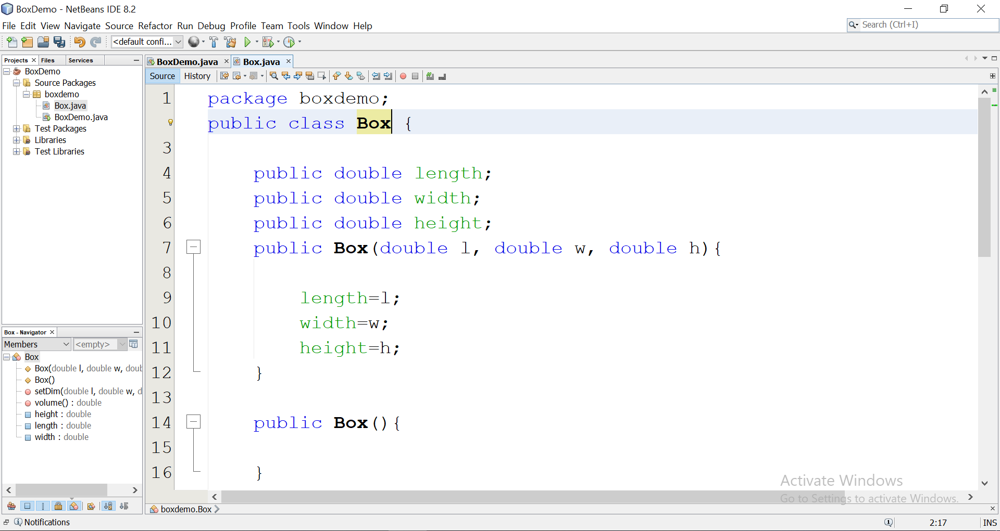 BoxDemo - NetBeans IDE 8.2
File Edit View Navigate Source Refactor Run Debug Profile Team Tools Window Help
Search (Ctrl+I)
<default confi...
Projects Files Services
BoxDemo
Source Packages
boxdemo
Box.java
BoxDemo.java
Test Packages
Libraries
Test Libraries
Box - Navigator
Members <empty>
Box
Box(double l, double w, doub
Box()
setDim(double l, double w, d
volume() : double
height : double
length : double
width : double
BoxDemo.java Box.java
Source History
1 package boxdemo;
public class Box {
3
4 public double length;
5 public double width;
6 public double height;
7 public Box(double l, double w, double h){
8
9 length=l;
10 width=w;
11 height=h;
12 }
13
14 public Box(){
15
16 }
Activate Windows
Go to Settings to activate Windows.
boxdemo.Box
Notifications
2:17 INS